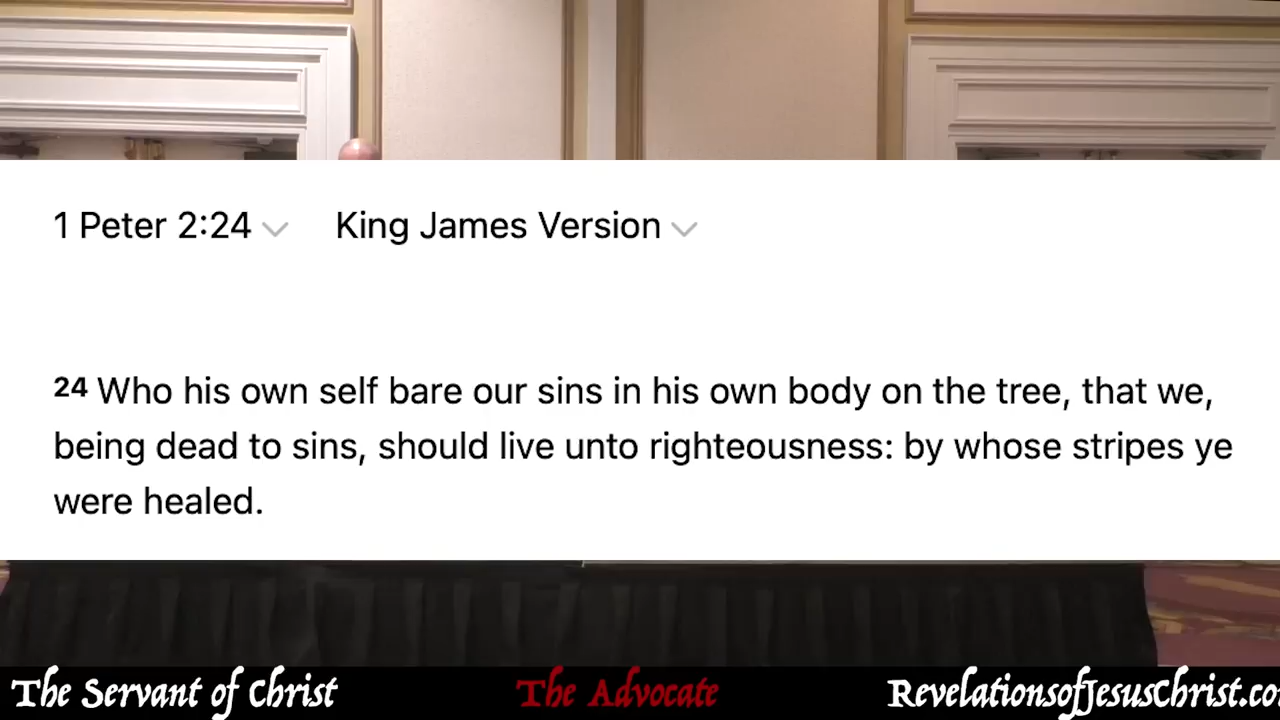 1 Peter 2:24 King James Version
24 Who his own self bare our sins in his own body on the tree, that we,
being dead to sins, should live unto righteousness: by whose stripes ye
were healed.
The Servant of Christ The Advocate RevelationsofJesusChrist.co